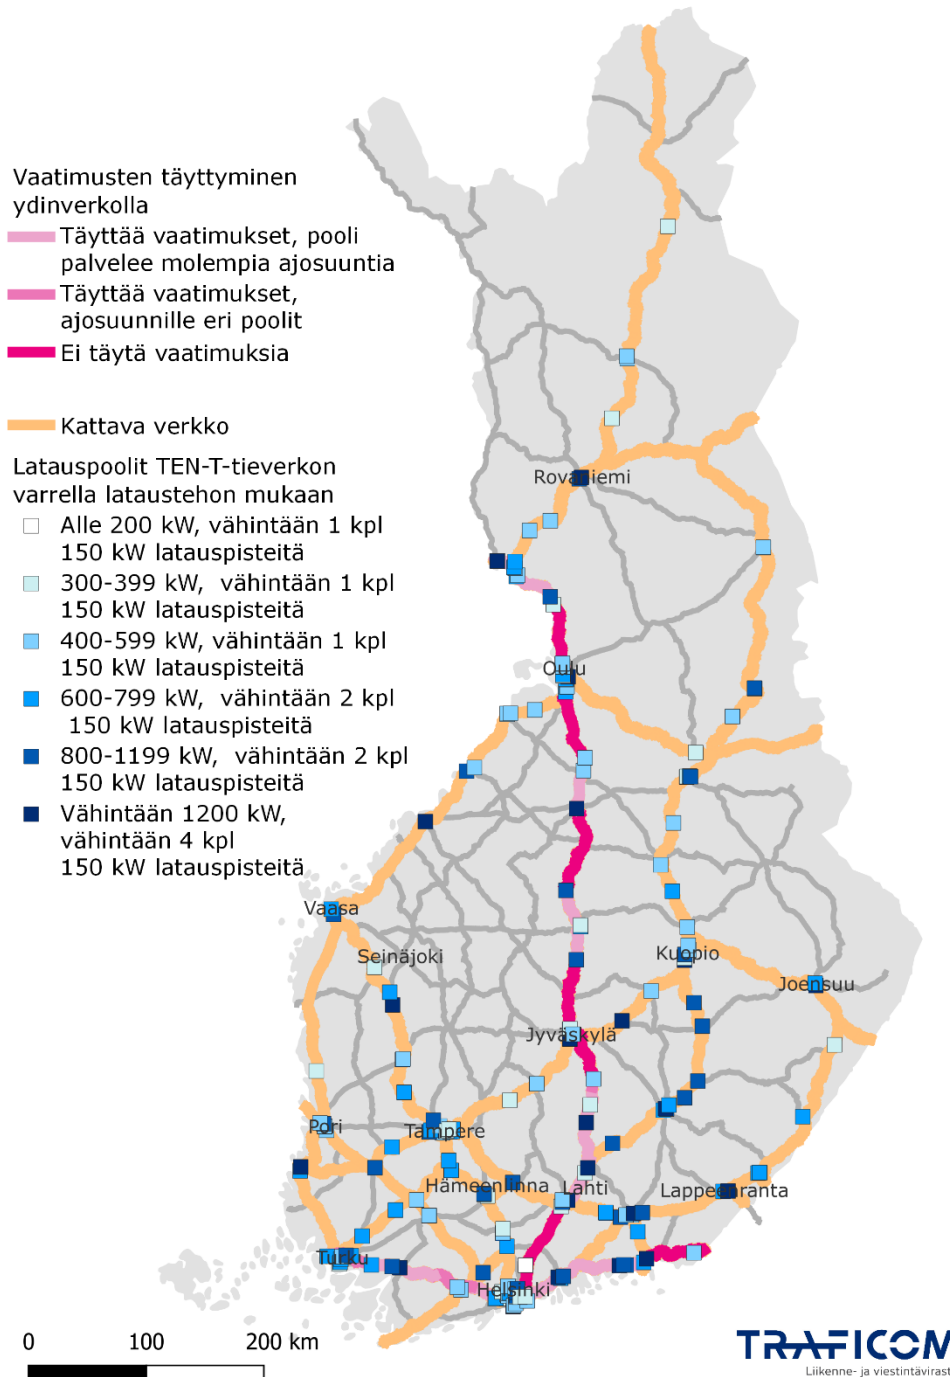 Vaatimusten täyttyminen
ydinverkolla
Täyttää vaatimukset, pooli
palvelee molempia ajosuuntia
Täyttää vaatimukset,
ajosuunnille eri poolit
Ei täytä vaatimuksia
Kattava verkko
Latauspoolit TEN-T-tieverkon
varrella lataustehon mukaan
Alle 200 kW, vähintään 1 kpl
150 kW latauspisteitä
300-399 kW, vähintään 1 kpl
150 kW latauspisteitä
400-599 kW, vähintään 1 kpl
150 kW latauspisteitä
600-799 kW, vähintään 2 kpl
150 kW latauspisteitä
800-1199 kW, vähintään 2 kpl
150 kW latauspisteitä
Vähintään 1200 kW,
vähintään 4 kpl
150 kW latauspisteitä
Rovaniemi
Oulu
Vaasa
Seinäjoki
Kuopio
Joensuu
Jyväskylä
Pori
Tampere
Hämeenlinna
Lahti
Lappeenranta
Turku
Helsinki
0 100 200 km
TRAFICOM
Liikenne- ja viestintävirast